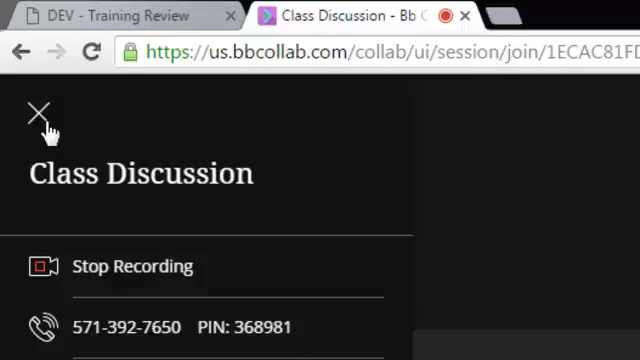 DEV - Training Review
Class Discussion - Bb C
https://us.bbcollab.com/collab/ui/session/join/1ECAC81FD
Class Discussion
Stop Recording
571-392-7650 PIN: 368981